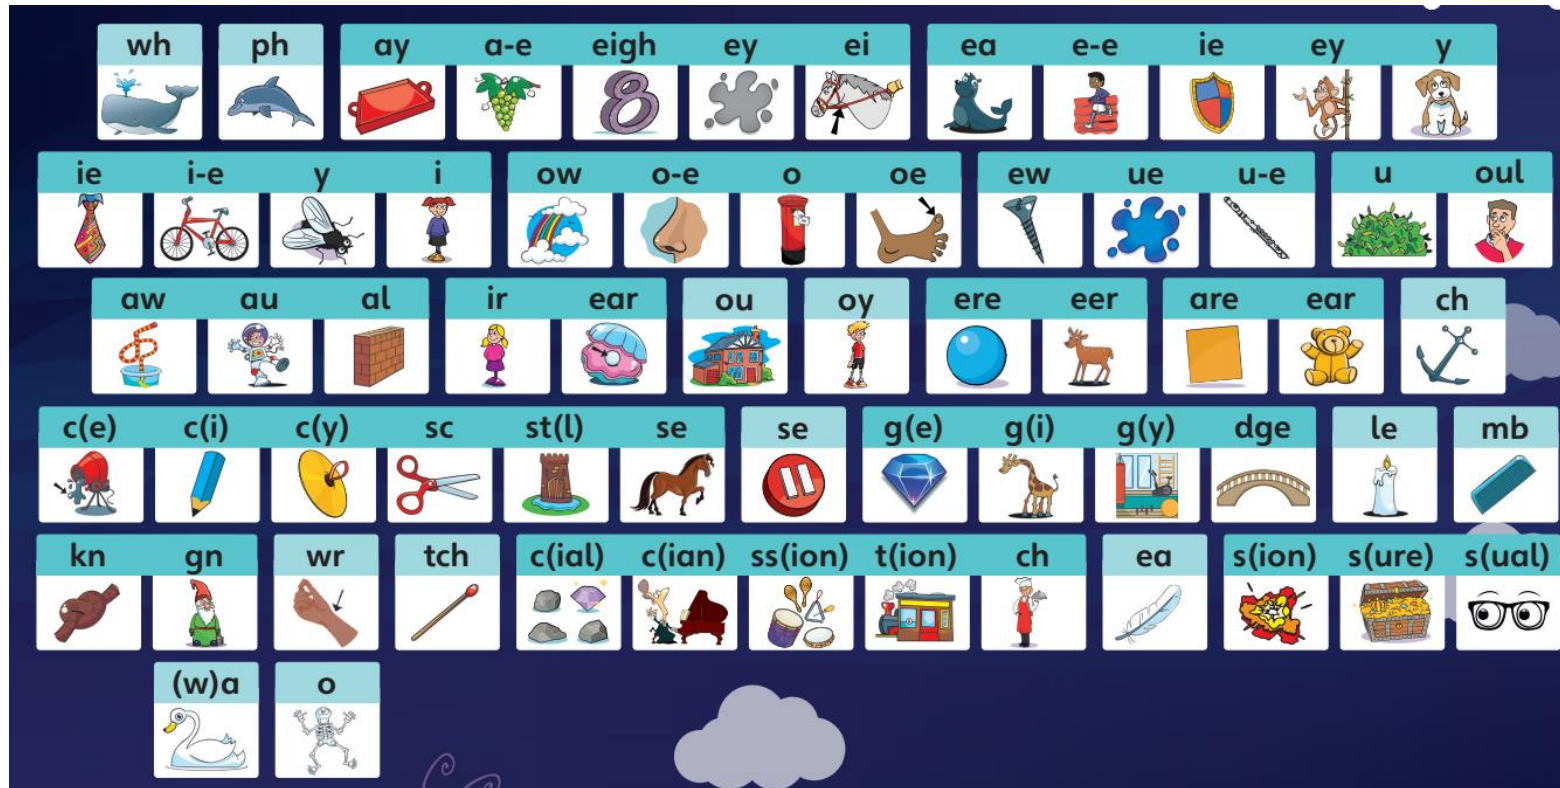 wh ph ay a-e eigh ey ei ea e-e ie ey y
ie i-e y i ow o-e o oe ew ue u-e u oul
aw au al ir ear ou oy ere eer are ear ch
c(e) c(i) c(y) sc st(l) se se g(e) g(i) g(y) dge le mb
kn gn wr tch c(ial) c(ian) ss(ion) t(ion) ch ea s(ion) s(ure) s(ual)
(w)a o